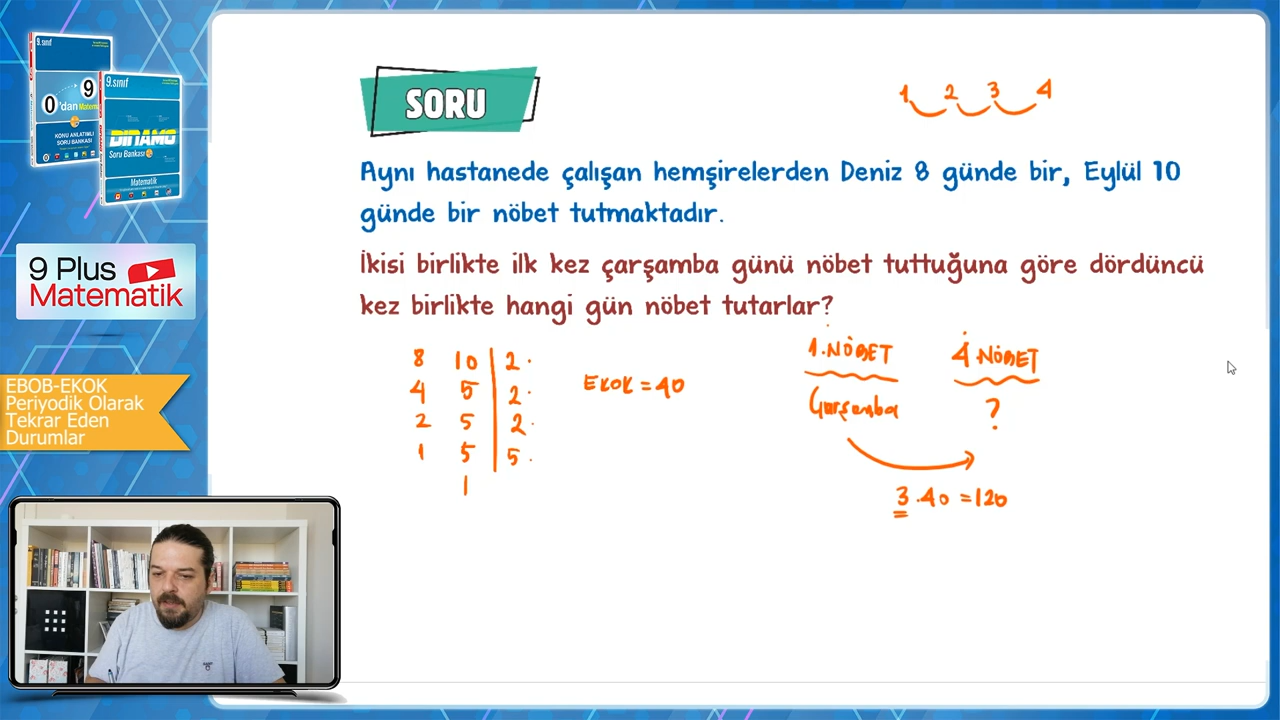 9.sınıf
0'dan 9
Matematik
KONU ANLATIMLI
SORU BANKASI
9.sınıf
DİNAMO
Soru Bankası
Matematik
9 Plus
Matematik
EBOB-EKOK
Periyodik Olarak
Tekrar Eden
Durumlar
SORU
1 2 3 4
Aynı hastanede çalışan hemşirelerden Deniz 8 günde bir, Eylül 10
günde bir nöbet tutmaktadır.
İkisi birlikte ilk kez çarşamba günü nöbet tuttuğuna göre dördüncü
kez birlikte hangi gün nöbet tutarlar?
8 10 2
4 5 2
2 5 2
1 5 5
1
EKOK = 40
1. NÖBET
Çarşamba
4. NÖBET
?
3.40 = 120